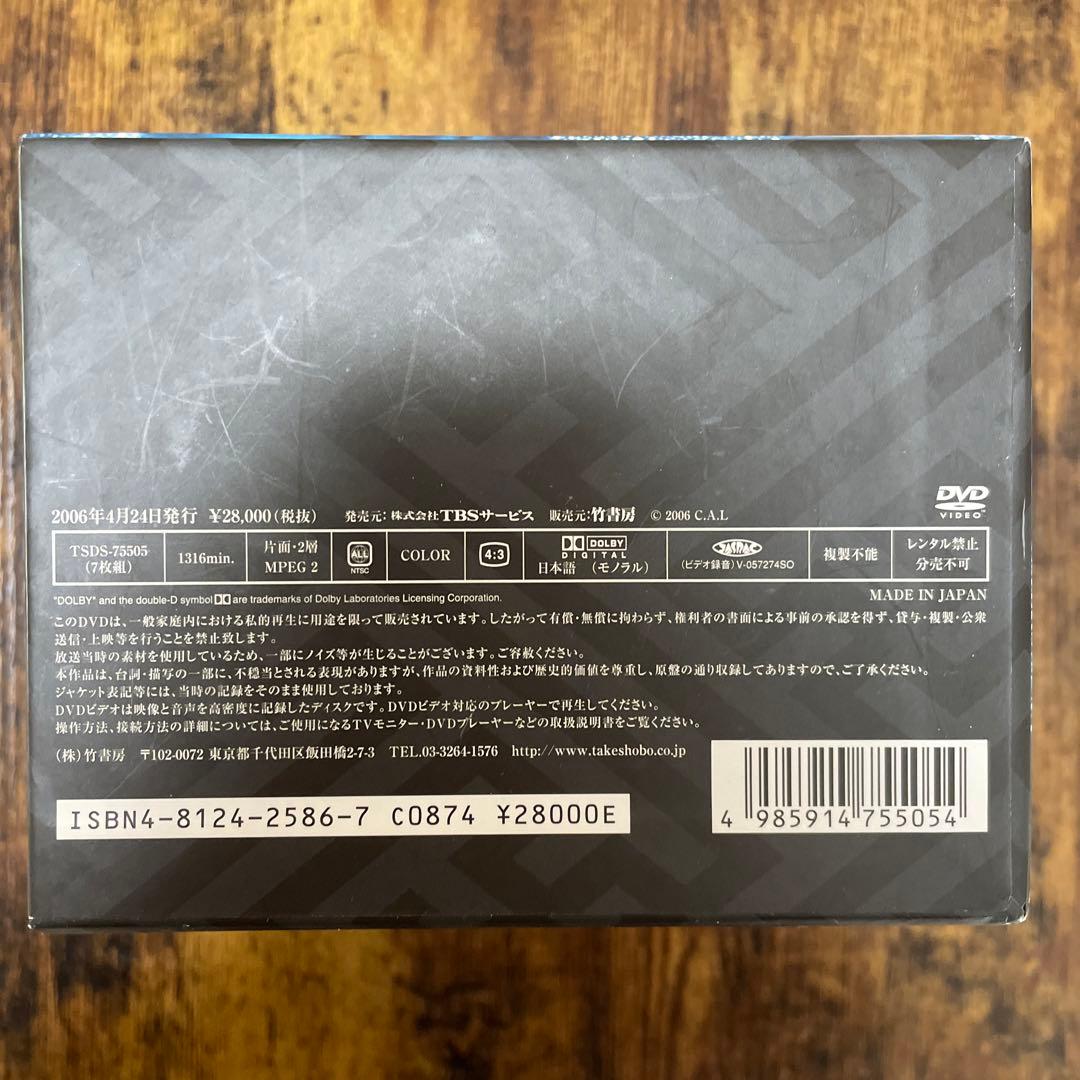 2006年4月24日発行 ¥28,000(税抜) 発売元:株式会社TBSサービス 販売元:竹書房 © 2006 C.A.L
DVD
VIDEO
TSDS-75505
(7枚組)
1316min.
片面・2層
MPEG 2
ALL
NTSC
COLOR
4:3
DOLBY
DIGITAL
日本語 (モノラル)
JASRAC
(ビデオ録音)V-057274SO
複製不能
レンタル禁止
分売不可
"DOLBY" and the double-D symbol are trademarks of Dolby Laboratories Licensing Corporation.
MADE IN JAPAN
このDVDは、一般家庭内における私的再生に用途を限って販売されています。したがって有償・無償に拘わらず、権利者の書面による事前の承認を得ず、貸与・複製・公衆
送信・上映等を行うことを禁止致します。
放送当時の素材を使用しているため、一部にノイズ等が生じることがございます。ご容赦ください。
本作品は、台詞・描写の一部に、不穏当とされる表現がありますが、作品の資料性および歴史的価値を尊重し、原盤の通り収録してありますので、ご了承ください。
ジャケット表記等には、当時の記録をそのまま使用しております。
DVDビデオは映像と音声を高密度に記録したディスクです。DVDビデオ対応のプレーヤーで再生してください。
操作方法、接続方法の詳細については、ご使用になるTVモニター・DVDプレーヤーなどの取扱説明書をご覧ください。
(株)竹書房 〒102-0072 東京都千代田区飯田橋2-7-3 TEL.03-3264-1576 http://www.takeshobo.co.jp
ISBN4-8124-2586-7 C0874 ¥28000E
4 985914 755054